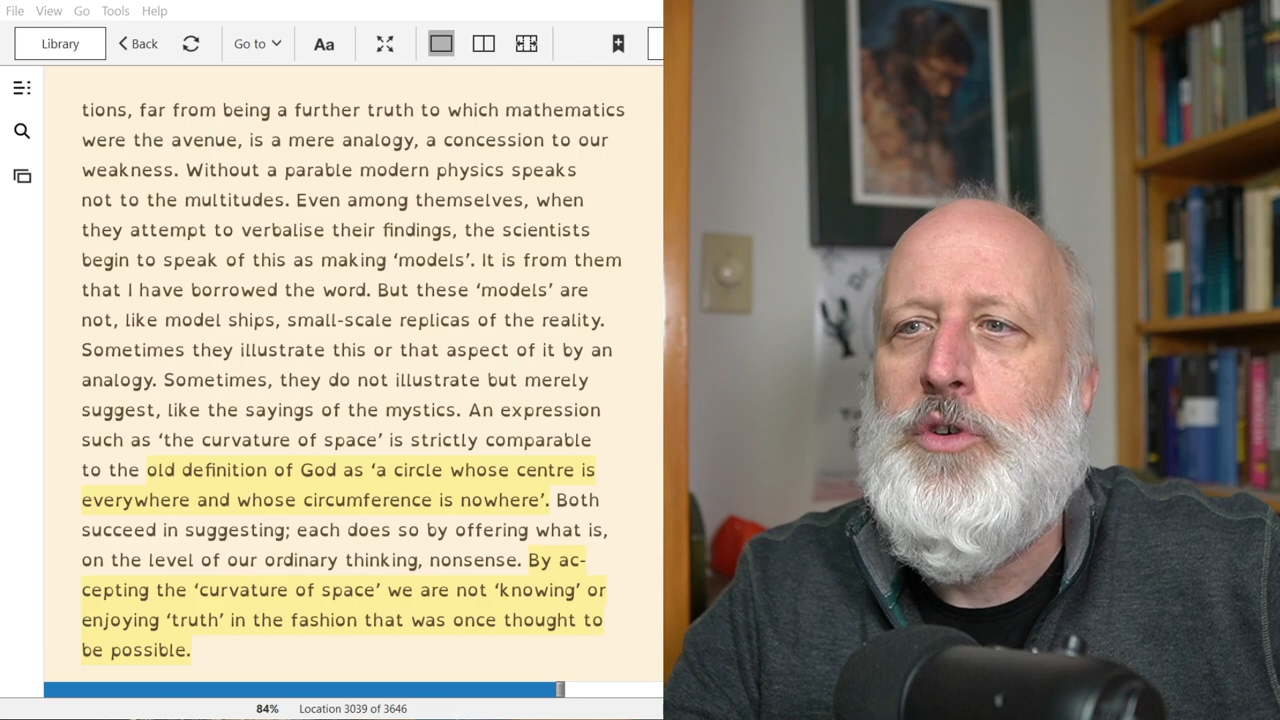 File View Go Tools Help
Library Back Go to Aa
tions, far from being a further truth to which mathematics
were the avenue, is a mere analogy, a concession to our
weakness. Without a parable modern physics speaks
not to the multitudes. Even among themselves, when
they attempt to verbalise their findings, the scientists
begin to speak of this as making ‘models’. It is from them
that I have borrowed the word. But these ‘models’ are
not, like model ships, small-scale replicas of the reality.
Sometimes they illustrate this or that aspect of it by an
analogy. Sometimes, they do not illustrate but merely
suggest, like the sayings of the mystics. An expression
such as ‘the curvature of space’ is strictly comparable
to the old definition of God as ‘a circle whose centre is
everywhere and whose circumference is nowhere’. Both
succeed in suggesting; each does so by offering what is,
on the level of our ordinary thinking, nonsense. By ac-
cepting the ‘curvature of space’ we are not ‘knowing’ or
enjoying ‘truth’ in the fashion that was once thought to
be possible.
84% Location 3039 of 3646